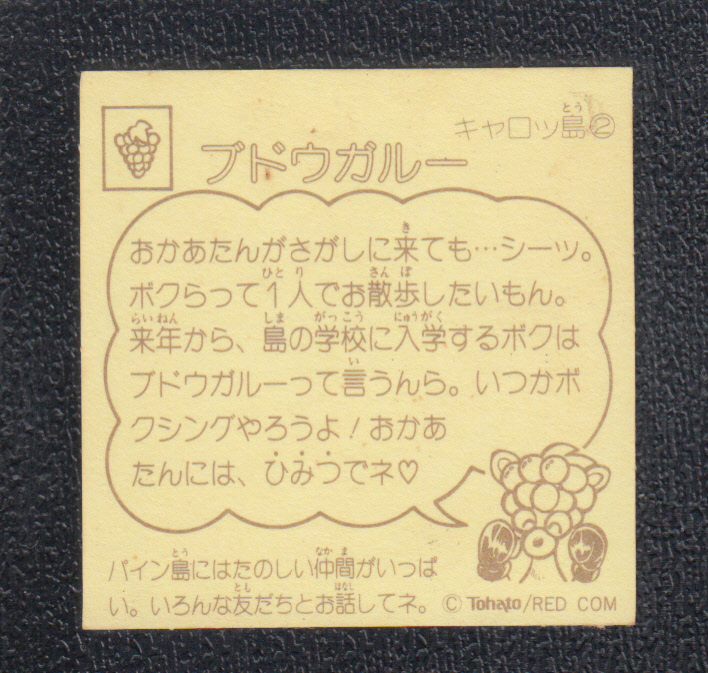 キャロッ島②
ブドウガルー
おかあたんがさがしに来ても…シーッ。
ボクらって1人でお散歩したいもん。
来年から、島の学校に入学するボクは
ブドウガルーって言うんら。いつかボ
クシングやろうよ!おかあ
たんには、ひみつでネ♡
パイン島にはたのしい仲間がいっぱ
い。いろんな友だちとお話してネ。
© Tohato/RED COM